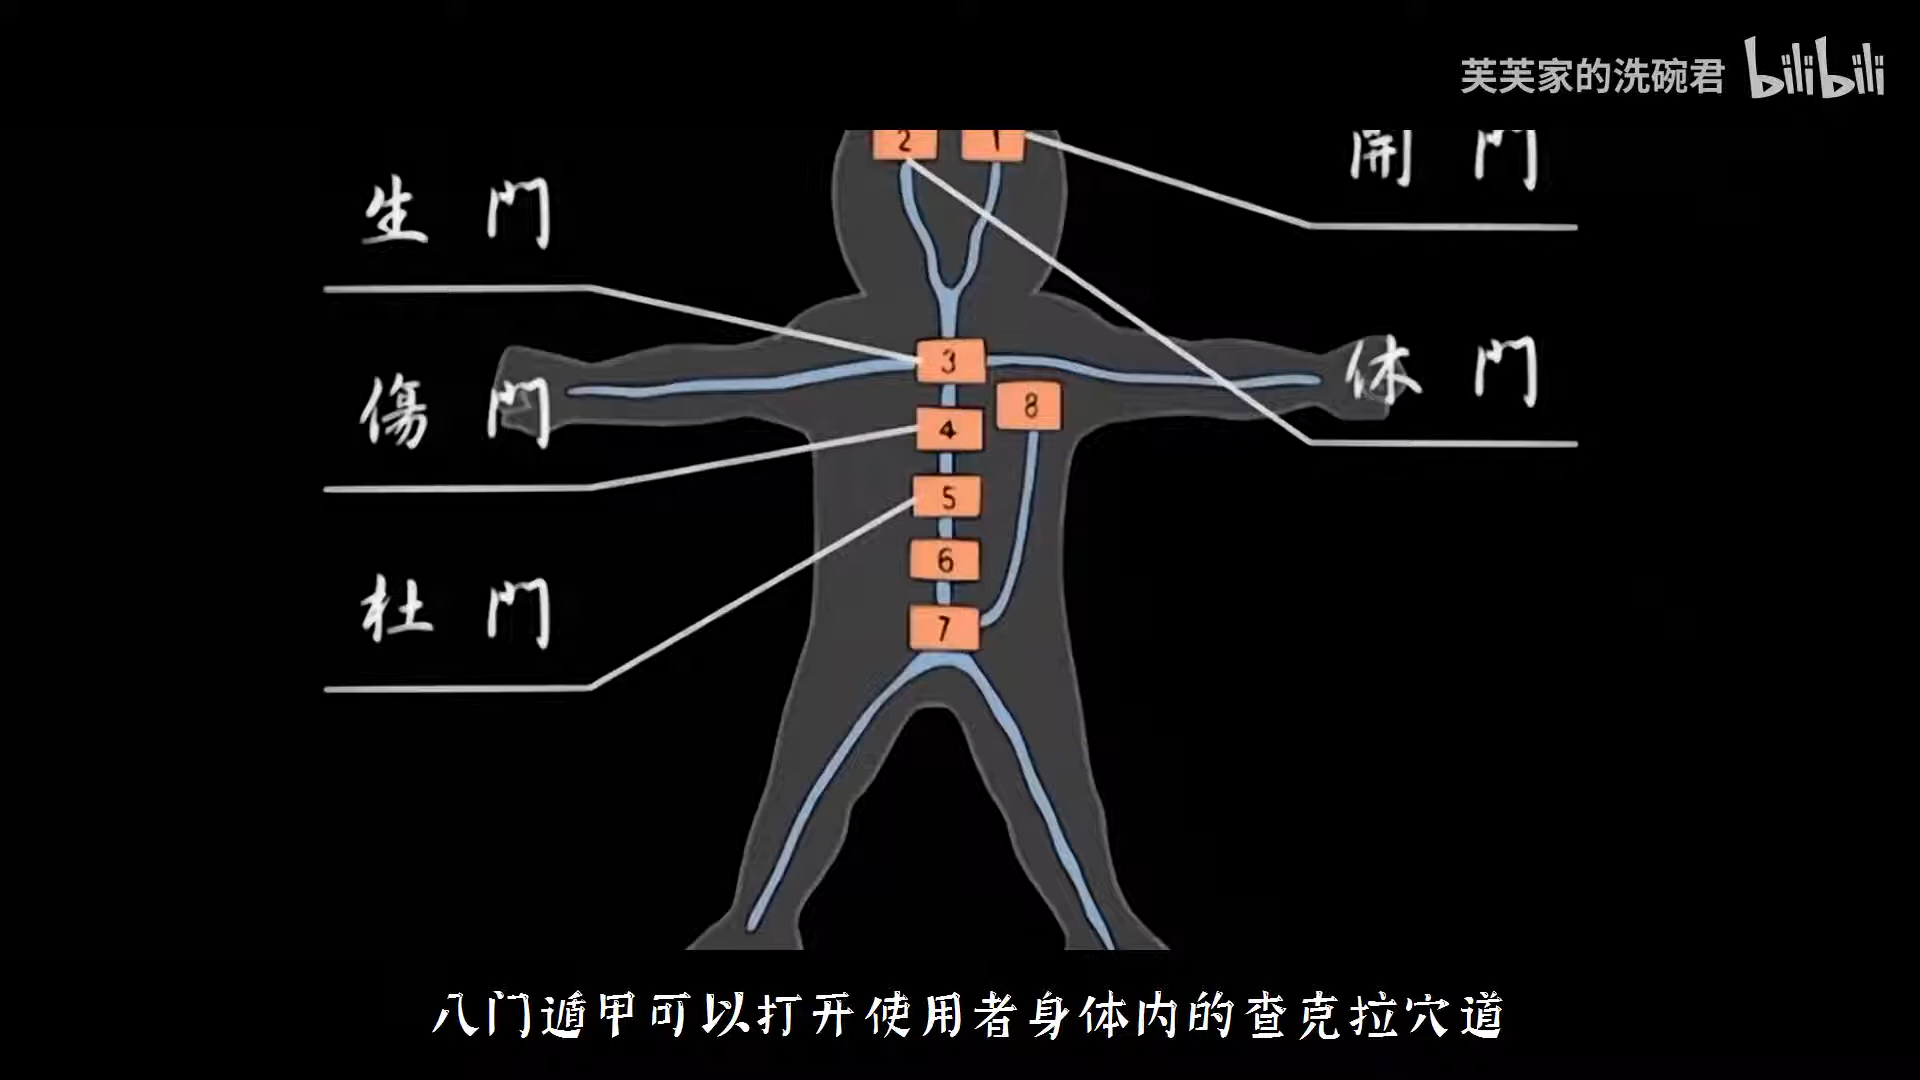 芙芙家的洗碗君 bilibili
2
1
開門
生門
3
休門
8
傷門
4
5
6
杜門
7
八门遁甲可以打开使用者身体内的查克拉穴道